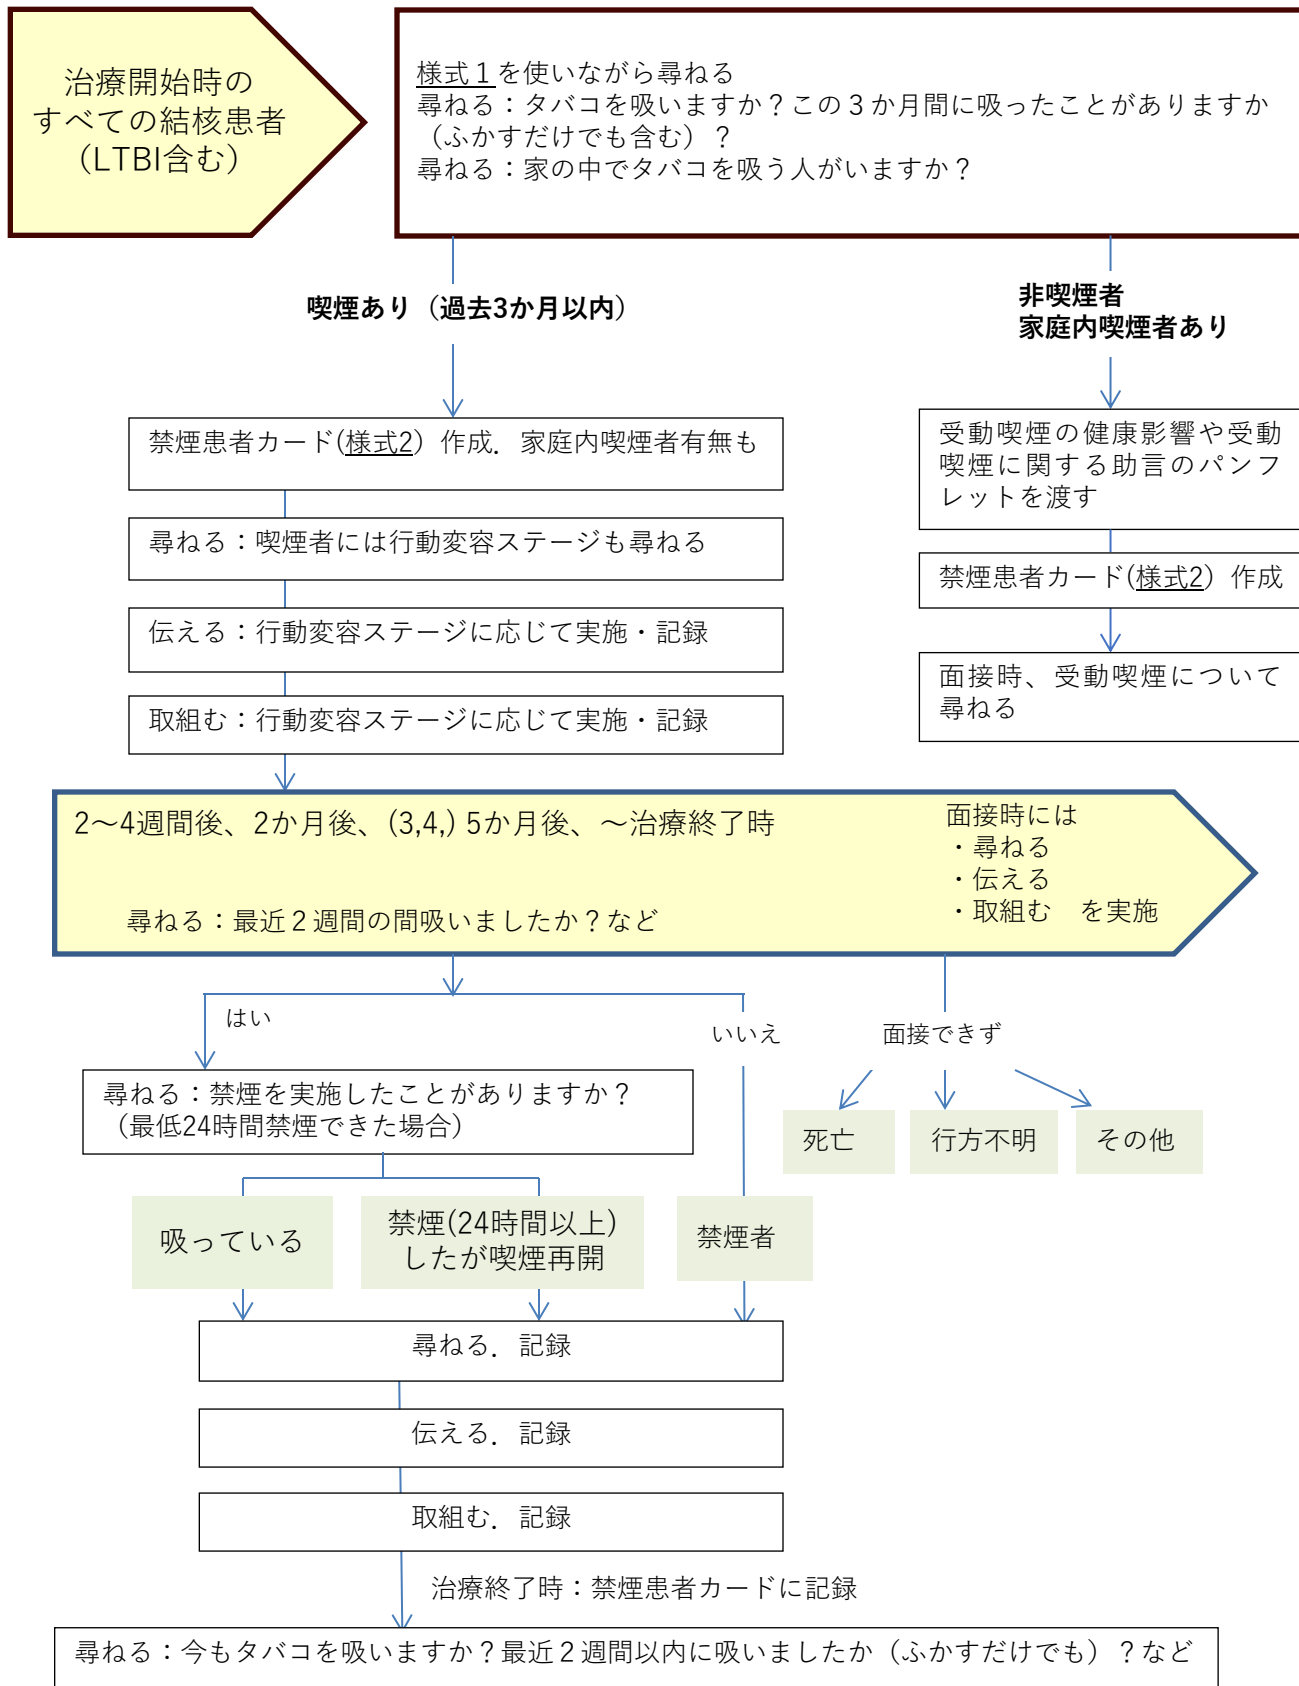 治療開始時の
すべての結核患者
(LTBI含む)
様式１を使いながら尋ねる
尋ねる：タバコを吸いますか？この３か月間に吸ったことがありますか
（ふかすだけでも含む）？
尋ねる：家の中でタバコを吸う人がいますか？
喫煙あり（過去3か月以内）
非喫煙者
家庭内喫煙者あり
禁煙患者カード(様式2）作成．家庭内喫煙者有無も
尋ねる：喫煙者には行動変容ステージも尋ねる
伝える：行動変容ステージに応じて実施・記録
取組む：行動変容ステージに応じて実施・記録
受動喫煙の健康影響や受動
喫煙に関する助言のパンフ
レットを渡す
禁煙患者カード(様式2）作成
面接時、受動喫煙について
尋ねる
2～4週間後、2か月後、(3,4,) 5か月後、～治療終了時
尋ねる：最近２週間の間吸いましたか？など
面接時には
・尋ねる
・伝える
・取組む　を実施
はい
いいえ
面接できず
尋ねる：禁煙を実施したことがありますか？
（最低24時間禁煙できた場合）
死亡
行方不明
その他
吸っている
禁煙(24時間以上)
したが喫煙再開
禁煙者
尋ねる．記録
伝える．記録
取組む．記録
治療終了時：禁煙患者カードに記録
尋ねる：今もタバコを吸いますか？最近２週間以内に吸いましたか（ふかすだけでも）？など